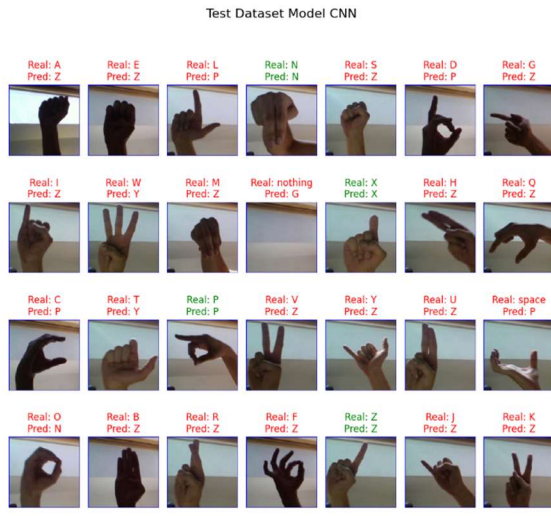 Test Dataset Model CNN
Real: A Real: E Real: L Real: N Real: S Real: D Real: G
Pred: Z Pred: Z Pred: P Pred: N Pred: Z Pred: P Pred: Z
Real: I Real: W Real: M Real: nothing Real: X Real: H Real: Q
Pred: Z Pred: Y Pred: Z Pred: G Pred: X Pred: Z Pred: Z
Real: C Real: T Real: P Real: V Real: Y Real: U Real: space
Pred: P Pred: Y Pred: P Pred: Z Pred: Z Pred: Z Pred: P
Real: O Real: B Real: R Real: F Real: Z Real: J Real: K
Pred: N Pred: Z Pred: Z Pred: Z Pred: Z Pred: Z Pred: Z